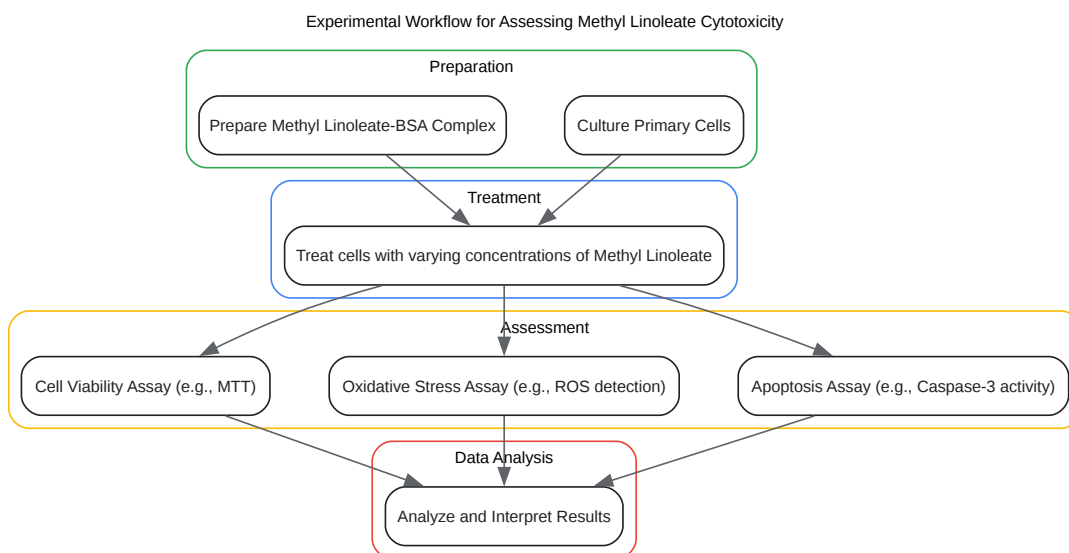 Experimental Workflow for Assessing Methyl Linoleate Cytotoxicity
Preparation
Prepare Methyl Linoleate-BSA Complex
Culture Primary Cells
Treatment
Treat cells with varying concentrations of Methyl Linoleate
Assessment
Cell Viability Assay (e.g., MTT)
Oxidative Stress Assay (e.g., ROS detection)
Apoptosis Assay (e.g., Caspase-3 activity)
Data Analysis
Analyze and Interpret Results